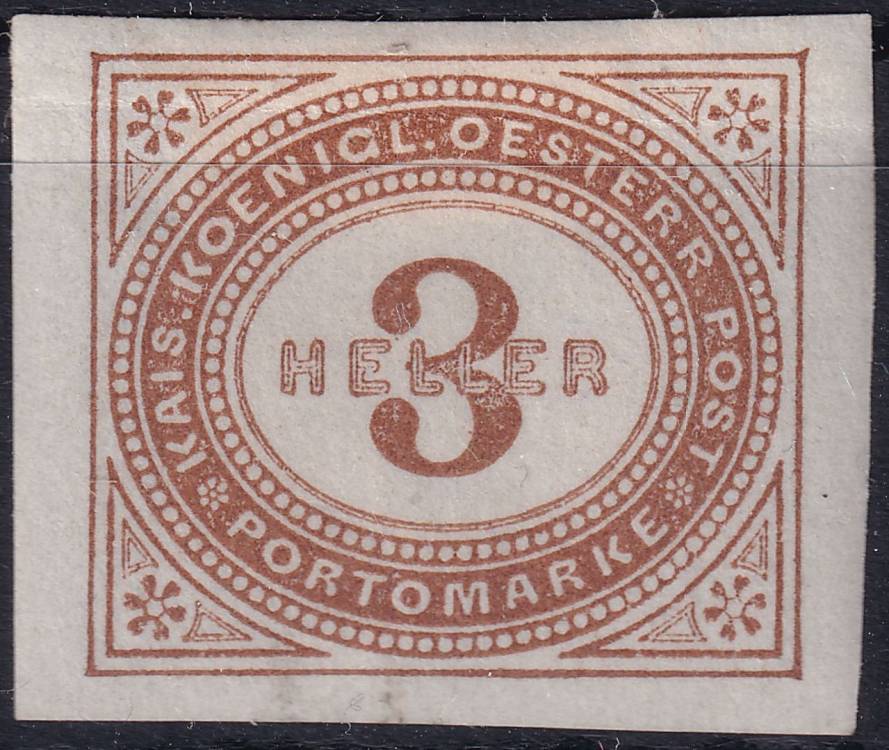 KAIS. KOENIGL. OESTERR. POST
3
HELLER
PORTOMARKE